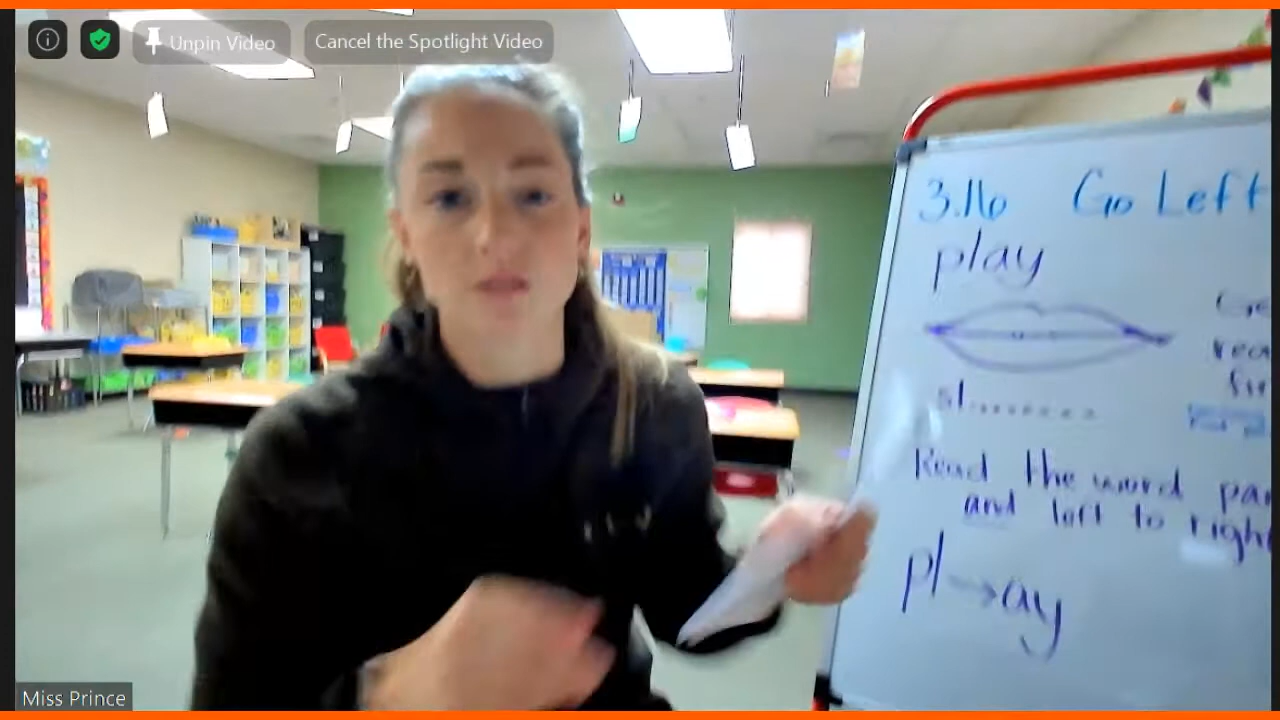 Unpin Video
Cancel the Spotlight Video
3.16 Go Left
play
sl........
Read the word
and left to right
pl→ay
Miss Prince